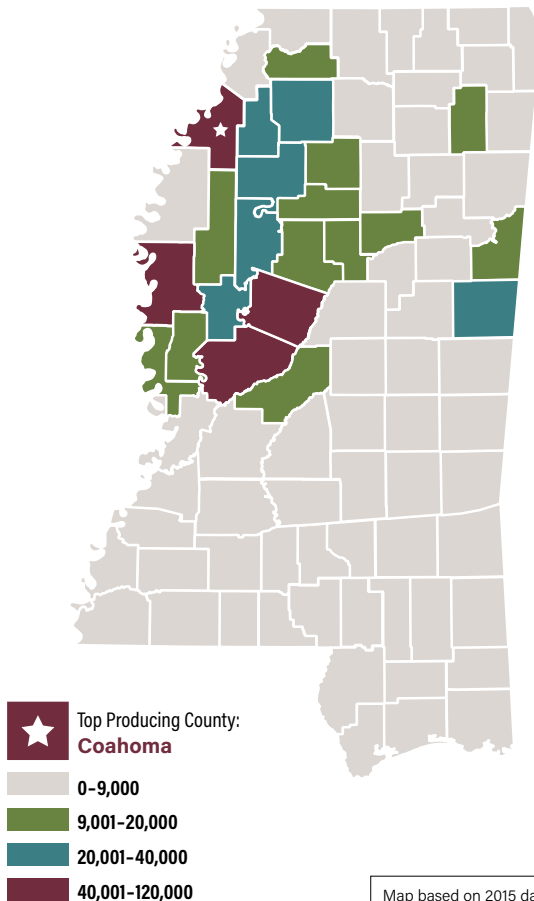 Top Producing County:
Coahoma
0–9,000
9,001–20,000
20,001–40,000
40,001–120,000
Map based on 2015 da